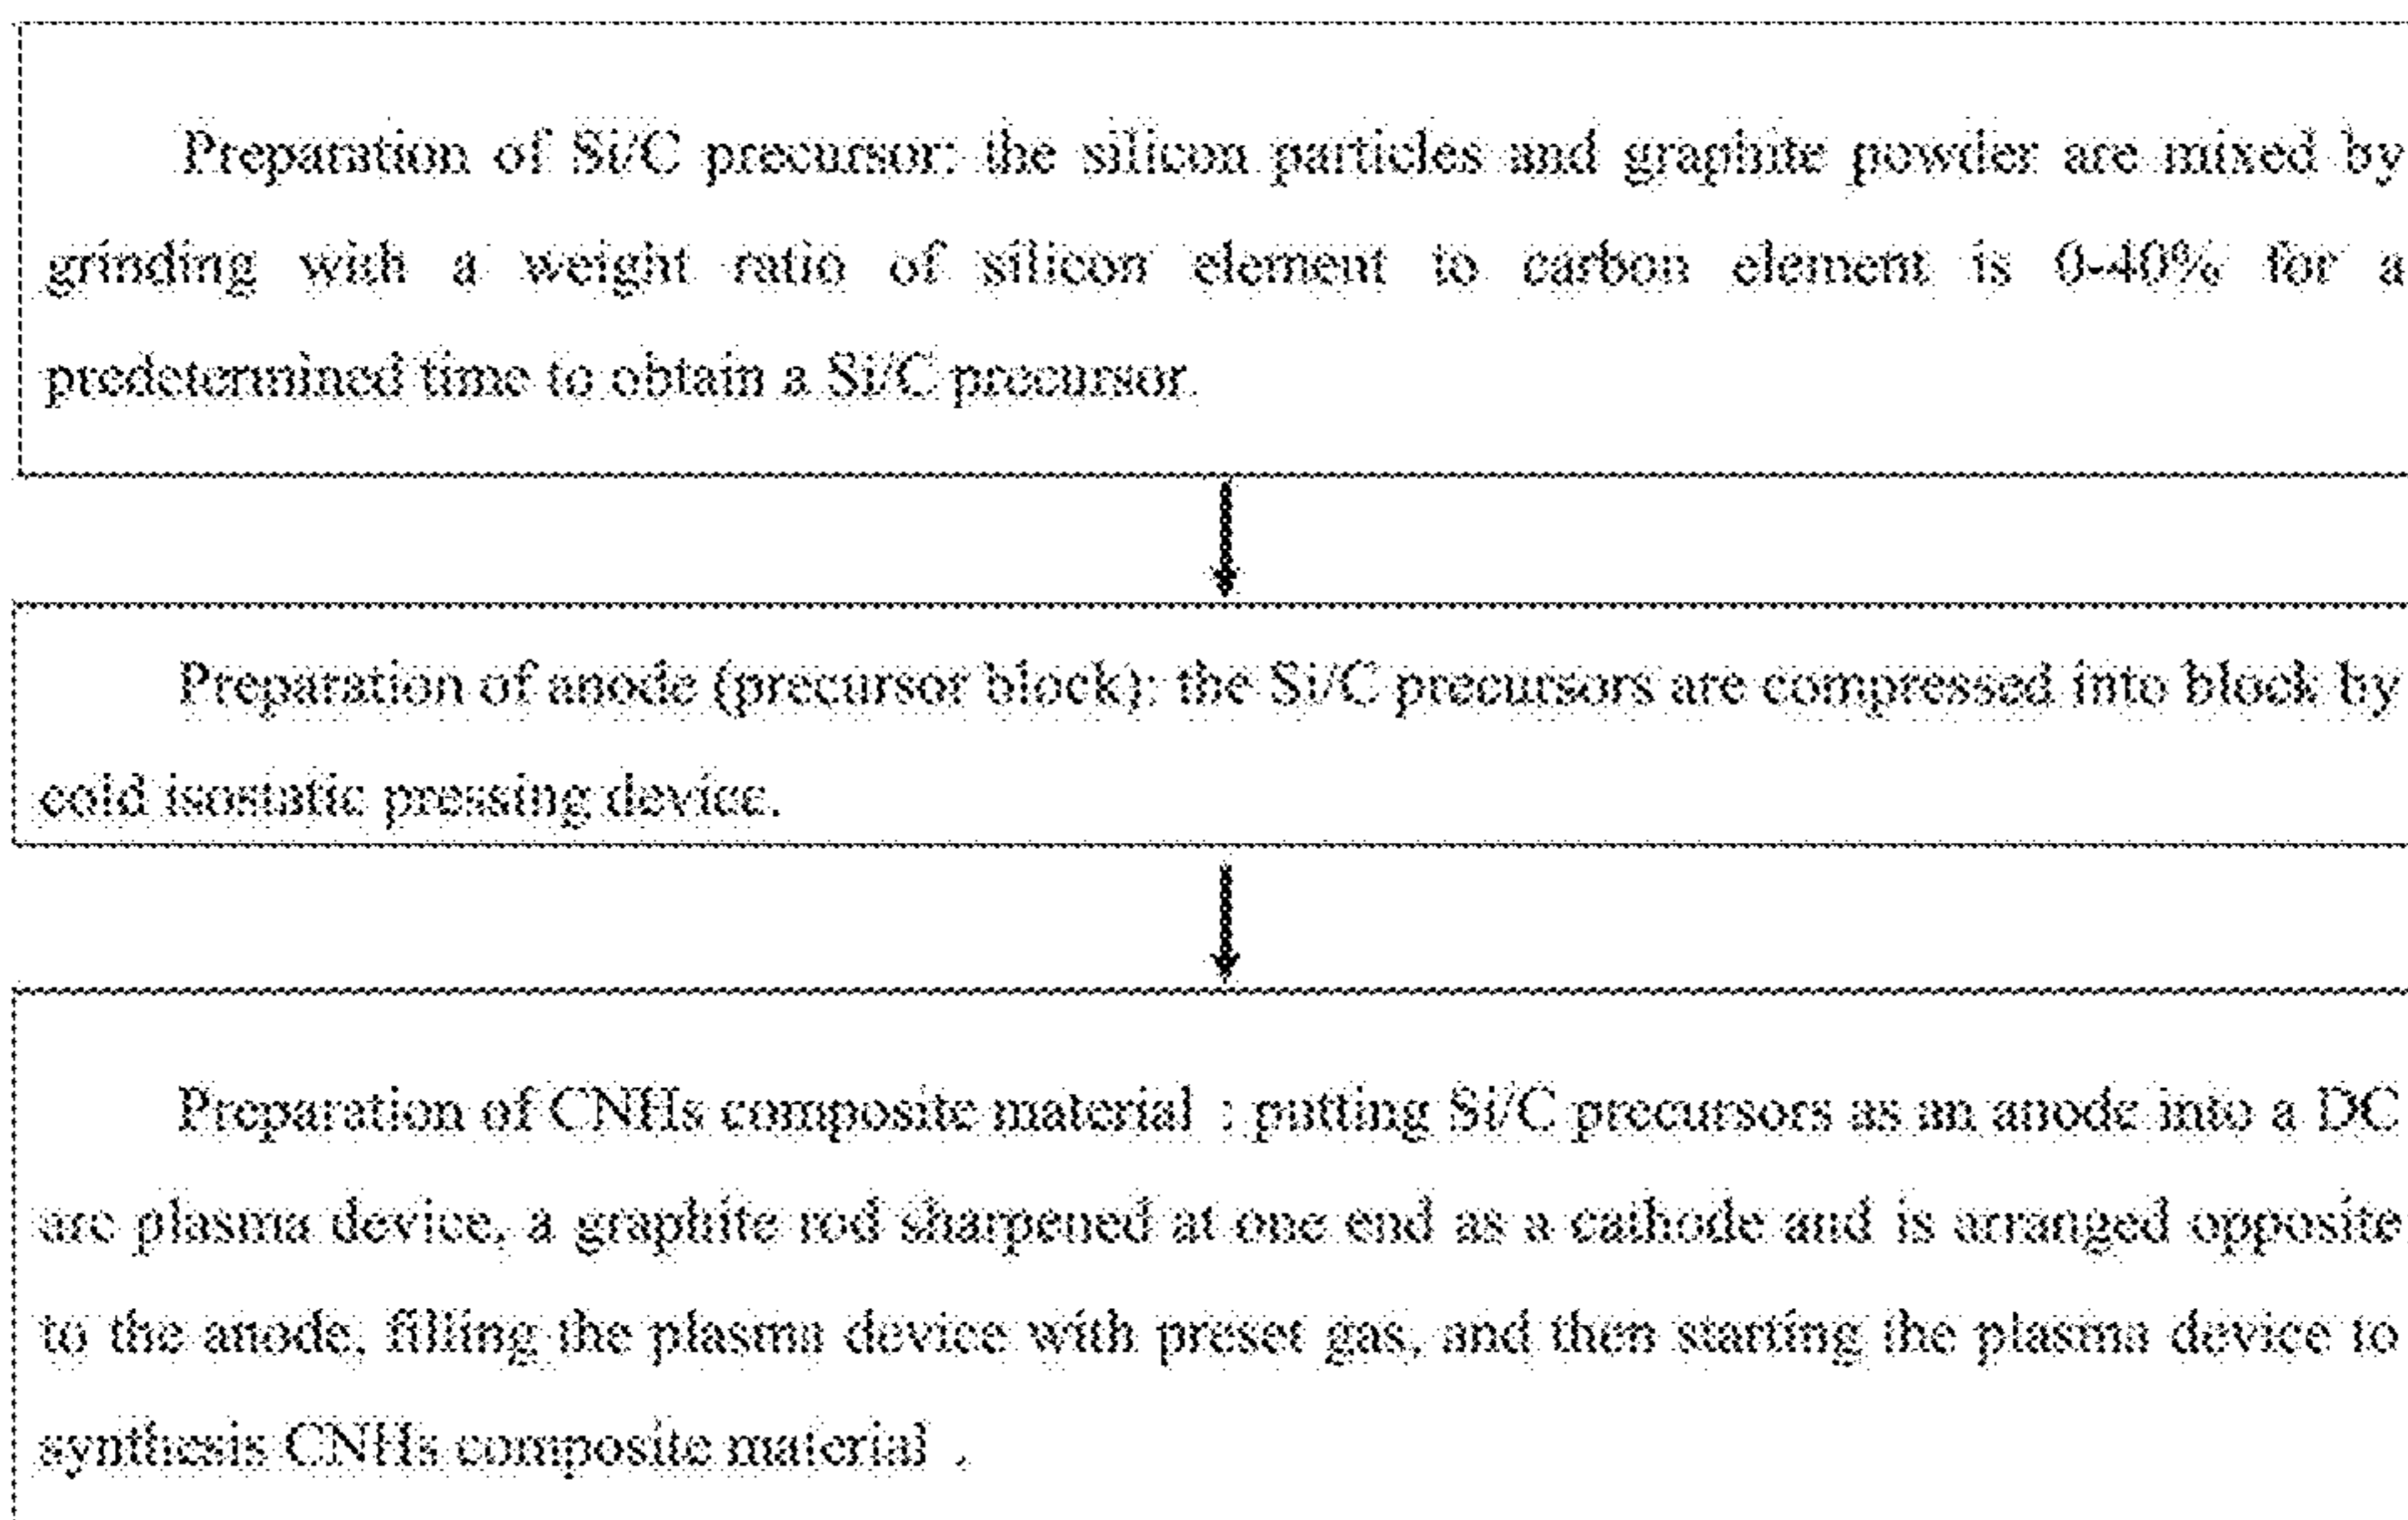 Preparation of Si/C precursor: the silicon particles and graphite powder are mixed by
grinding with a weight ratio of silicon element to carbon element is 0-40% for a
predetermined time to obtain a Si/C precursor.
Preparation of anode (precursor block): the Si/C precursors are compressed into block by
cold isostatic pressing device.
Preparation of CNHs composite material : putting Si/C precursors as an anode into a DC
arc plasma device, a graphite rod sharpened at one end as a cathode and is arranged opposite
to the anode, filling the plasma device with preset gas, and then starting the plasma device to
synthesis CNHs composite material .